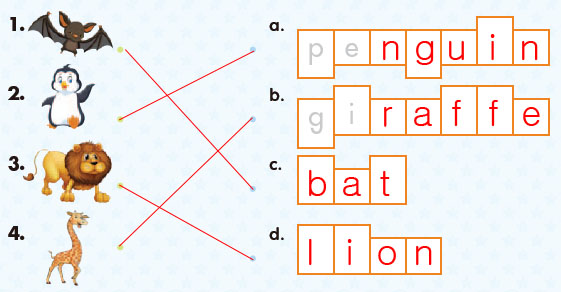 1.
2.
3.
4.
a. penguin
b. giraffe
c. bat
d. lion